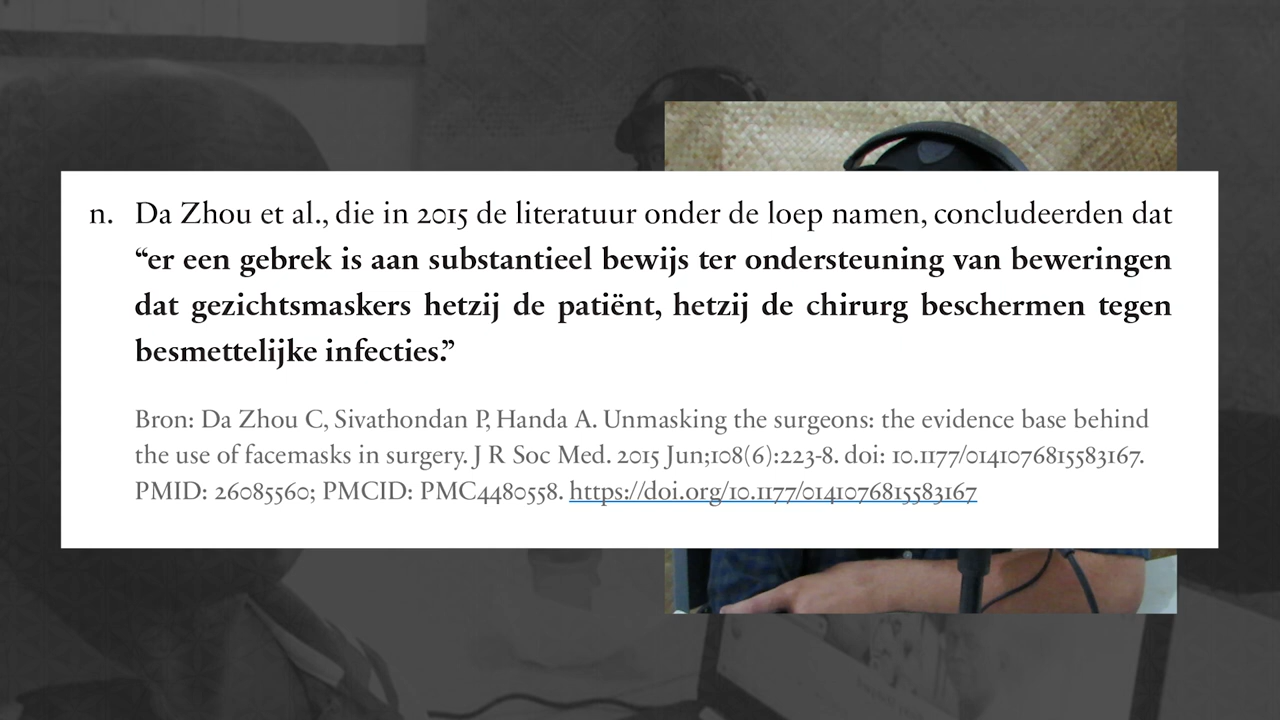 n. Da Zhou et al., die in 2015 de literatuur onder de loep namen, concludeerden dat
“er een gebrek is aan substantieel bewijs ter ondersteuning van beweringen
dat gezichtsmaskers hetzij de patiënt, hetzij de chirurg beschermen tegen
besmettelijke infecties.”
Bron: Da Zhou C, Sivathondan P, Handa A. Unmasking the surgeons: the evidence base behind
the use of facemasks in surgery. J R Soc Med. 2015 Jun;108(6):223-8. doi: 10.1177/0141076815583167.
PMID: 26085560; PMCID: PMC4480558. https://doi.org/10.1177/0141076815583167